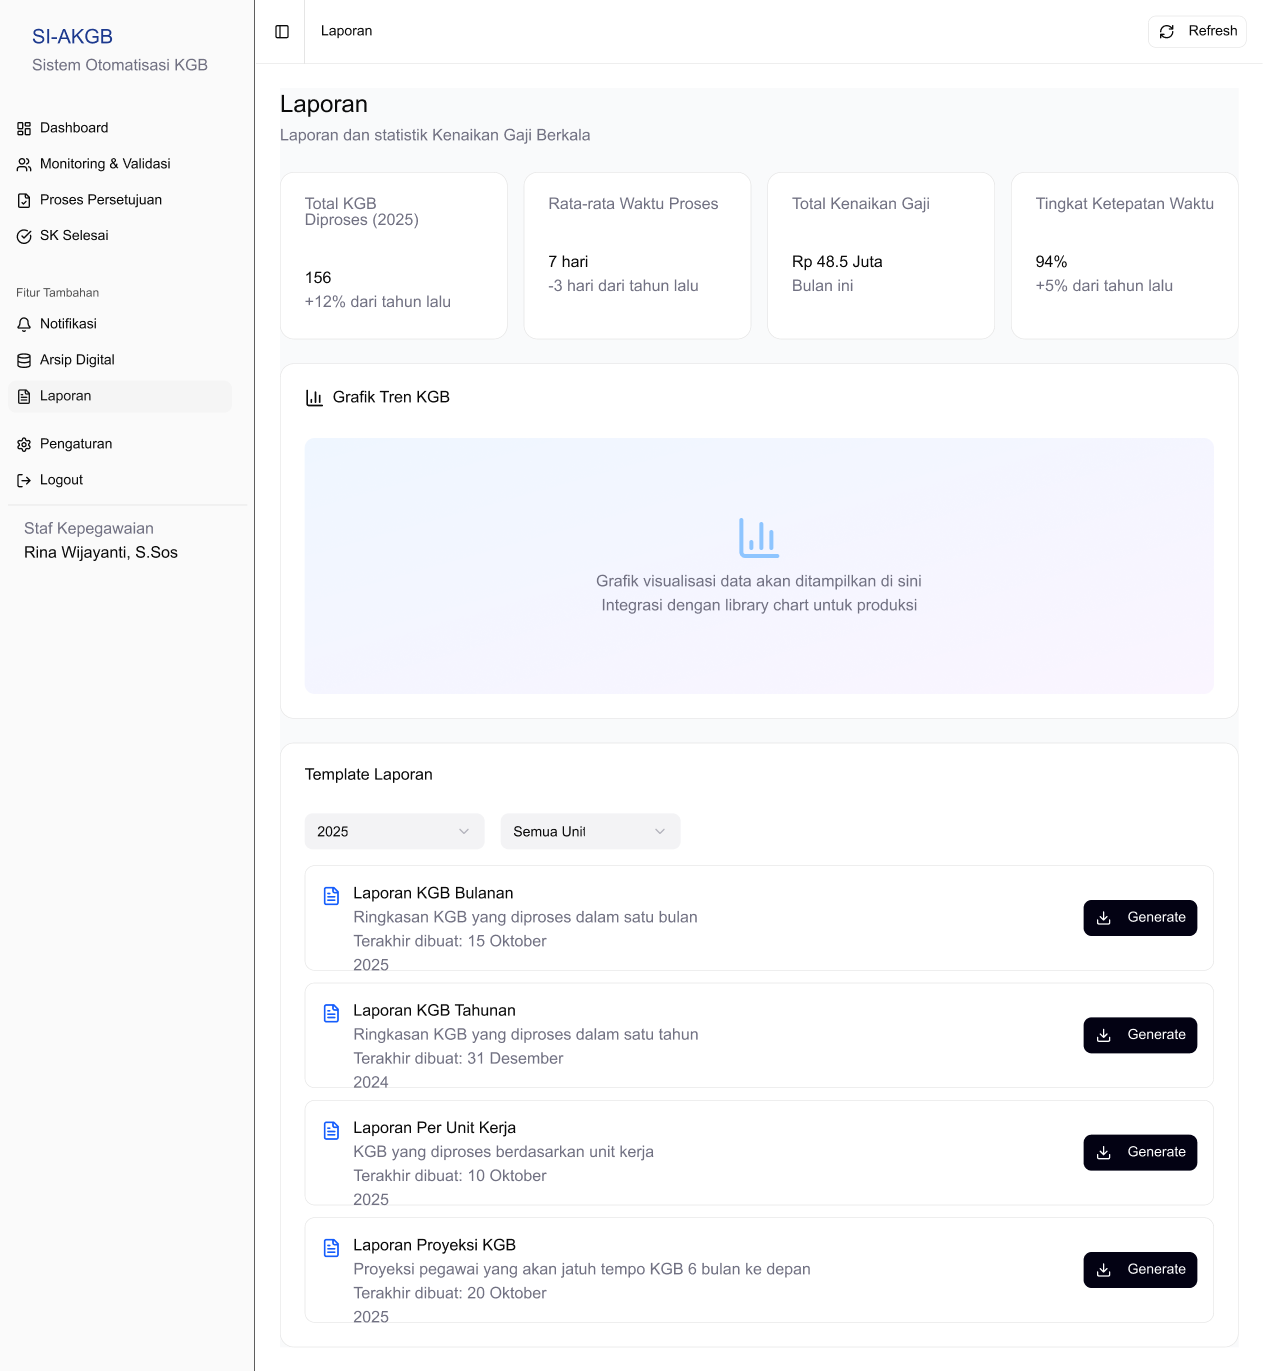 SI-AKGB
Sistem Otomatisasi KGB
Dashboard
Monitoring & Validasi
Proses Persetujuan
SK Selesai
Fitur Tambahan
Notifikasi
Arsip Digital
Laporan
Pengaturan
Logout
Staf Kepegawaian
Rina Wijayanti, S.Sos
Laporan
Refresh
Laporan
Laporan dan statistik Kenaikan Gaji Berkala
Total KGB
Diproses (2025)
156
+12% dari tahun lalu
Rata-rata Waktu Proses
7 hari
-3 hari dari tahun lalu
Total Kenaikan Gaji
Rp 48.5 Juta
Bulan ini
Tingkat Ketepatan Waktu
94%
+5% dari tahun lalu
Grafik Tren KGB
Grafik visualisasi data akan ditampilkan di sini
Integrasi dengan library chart untuk produksi
Template Laporan
2025
Semua Unit
Laporan KGB Bulanan
Ringkasan KGB yang diproses dalam satu bulan
Terakhir dibuat: 15 Oktober
2025
Generate
Laporan KGB Tahunan
Ringkasan KGB yang diproses dalam satu tahun
Terakhir dibuat: 31 Desember
2024
Generate
Laporan Per Unit Kerja
KGB yang diproses berdasarkan unit kerja
Terakhir dibuat: 10 Oktober
2025
Generate
Laporan Proyeksi KGB
Proyeksi pegawai yang akan jatuh tempo KGB 6 bulan ke depan
Terakhir dibuat: 20 Oktober
2025
Generate